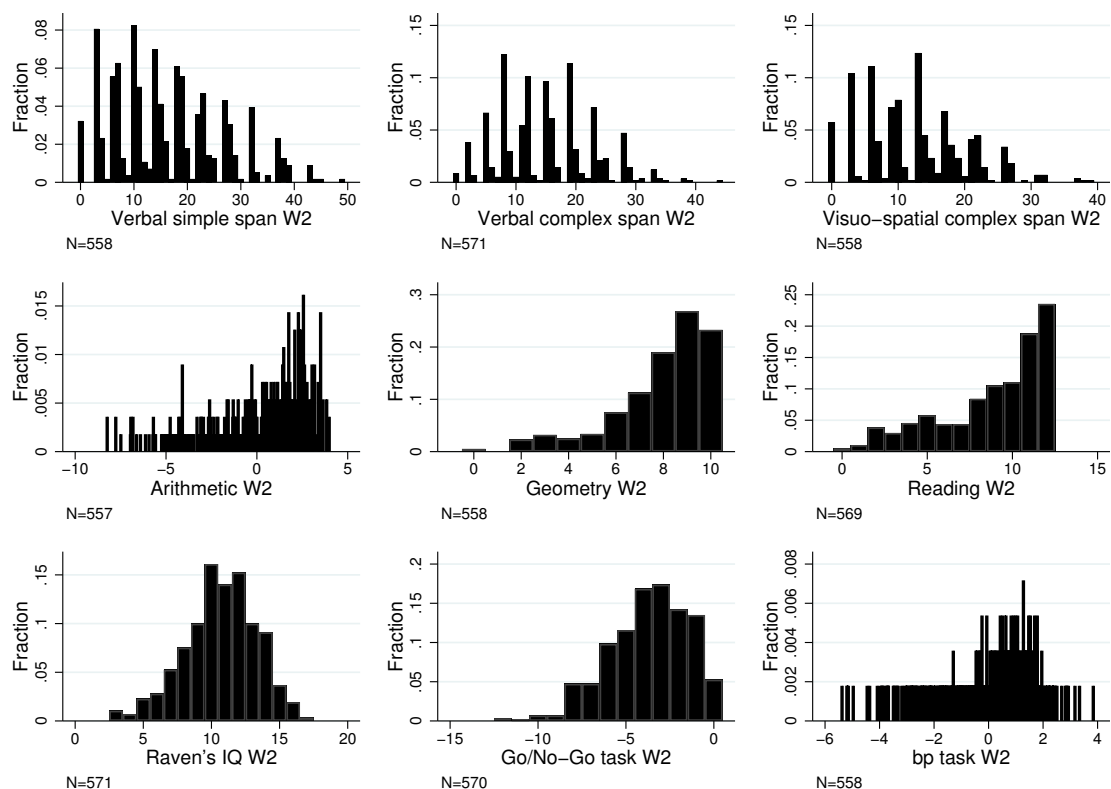 Fraction
0 .02 .04 .06 .08
0 10 20 30 40 50
Verbal simple span W2
N=558
Fraction
0 .05 .1 .15
0 10 20 30 40
Verbal complex span W2
N=571
Fraction
0 .05 .1 .15
0 10 20 30 40
Visuo−spatial complex span W2
N=558
Fraction
0 .005 .01 .015
−10 −5 0 5
Arithmetic W2
N=557
Fraction
0 .1 .2 .3
0 2 4 6 8 10
Geometry W2
N=558
Fraction
0 .05 .1 .15 .2 .25
0 5 10 15
Reading W2
N=569
Fraction
0 .05 .1 .15
0 5 10 15 20
Raven's IQ W2
N=571
Fraction
0 .05 .1 .15 .2
−15 −10 −5 0
Go/No−Go task W2
N=570
Fraction
0 .002 .004 .006 .008
−6 −4 −2 0 2 4
bp task W2
N=558